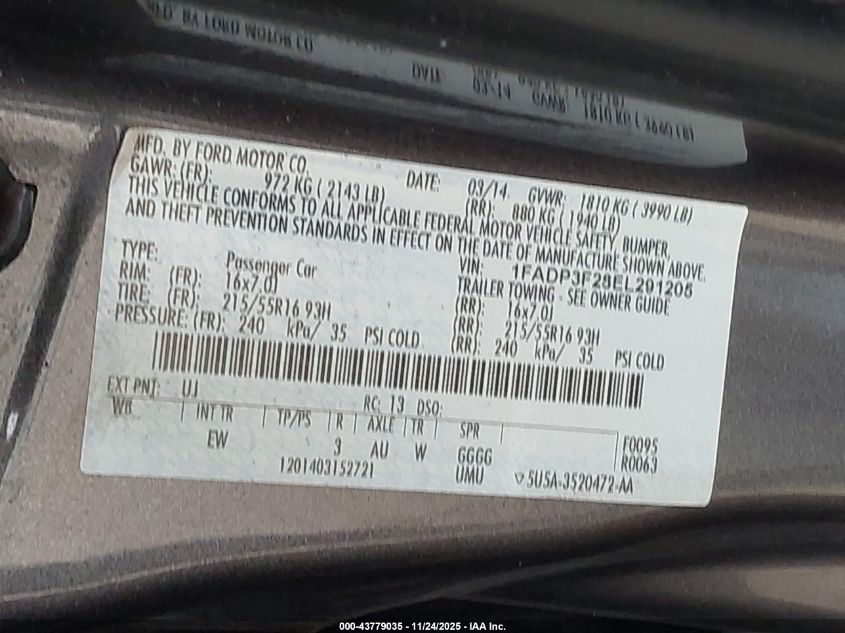 MFD. BY FORD MOTOR CO.
DATE: 03/14 GVWR: 1810 KG ( 3990 LB)
GAWR: (FR): 972 KG ( 2143 LB) (RR): 880 KG ( 1940 LB)
THIS VEHICLE CONFORMS TO ALL APPLICABLE FEDERAL MOTOR VEHICLE SAFETY, BUMPER,
AND THEFT PREVENTION STANDARDS IN EFFECT ON THE DATE OF MANUFACTURE SHOWN ABOVE.
VIN: 1FADP3F28EL291205
TYPE: Passenger Car TRAILER TOWING - SEE OWNER GUIDE
RIM: (FR): 16x7.0J (RR): 16x7.0J
TIRE: (FR): 215/55R16 93H (RR): 215/55R16 93H
PRESSURE: (FR): 240 kPa/ 35 PSI COLD (RR): 240 kPa/ 35 PSI COLD
EXT PNT: UJ RC: 13 DSO:
WB INT TR TP/PS R AXLE TR SPR
EW 3 AU W GGGG F0095
UMU R0063
1201403152721
5U5A-3520472-AA
000-43779035 - 11/24/2025 - IAA Inc.